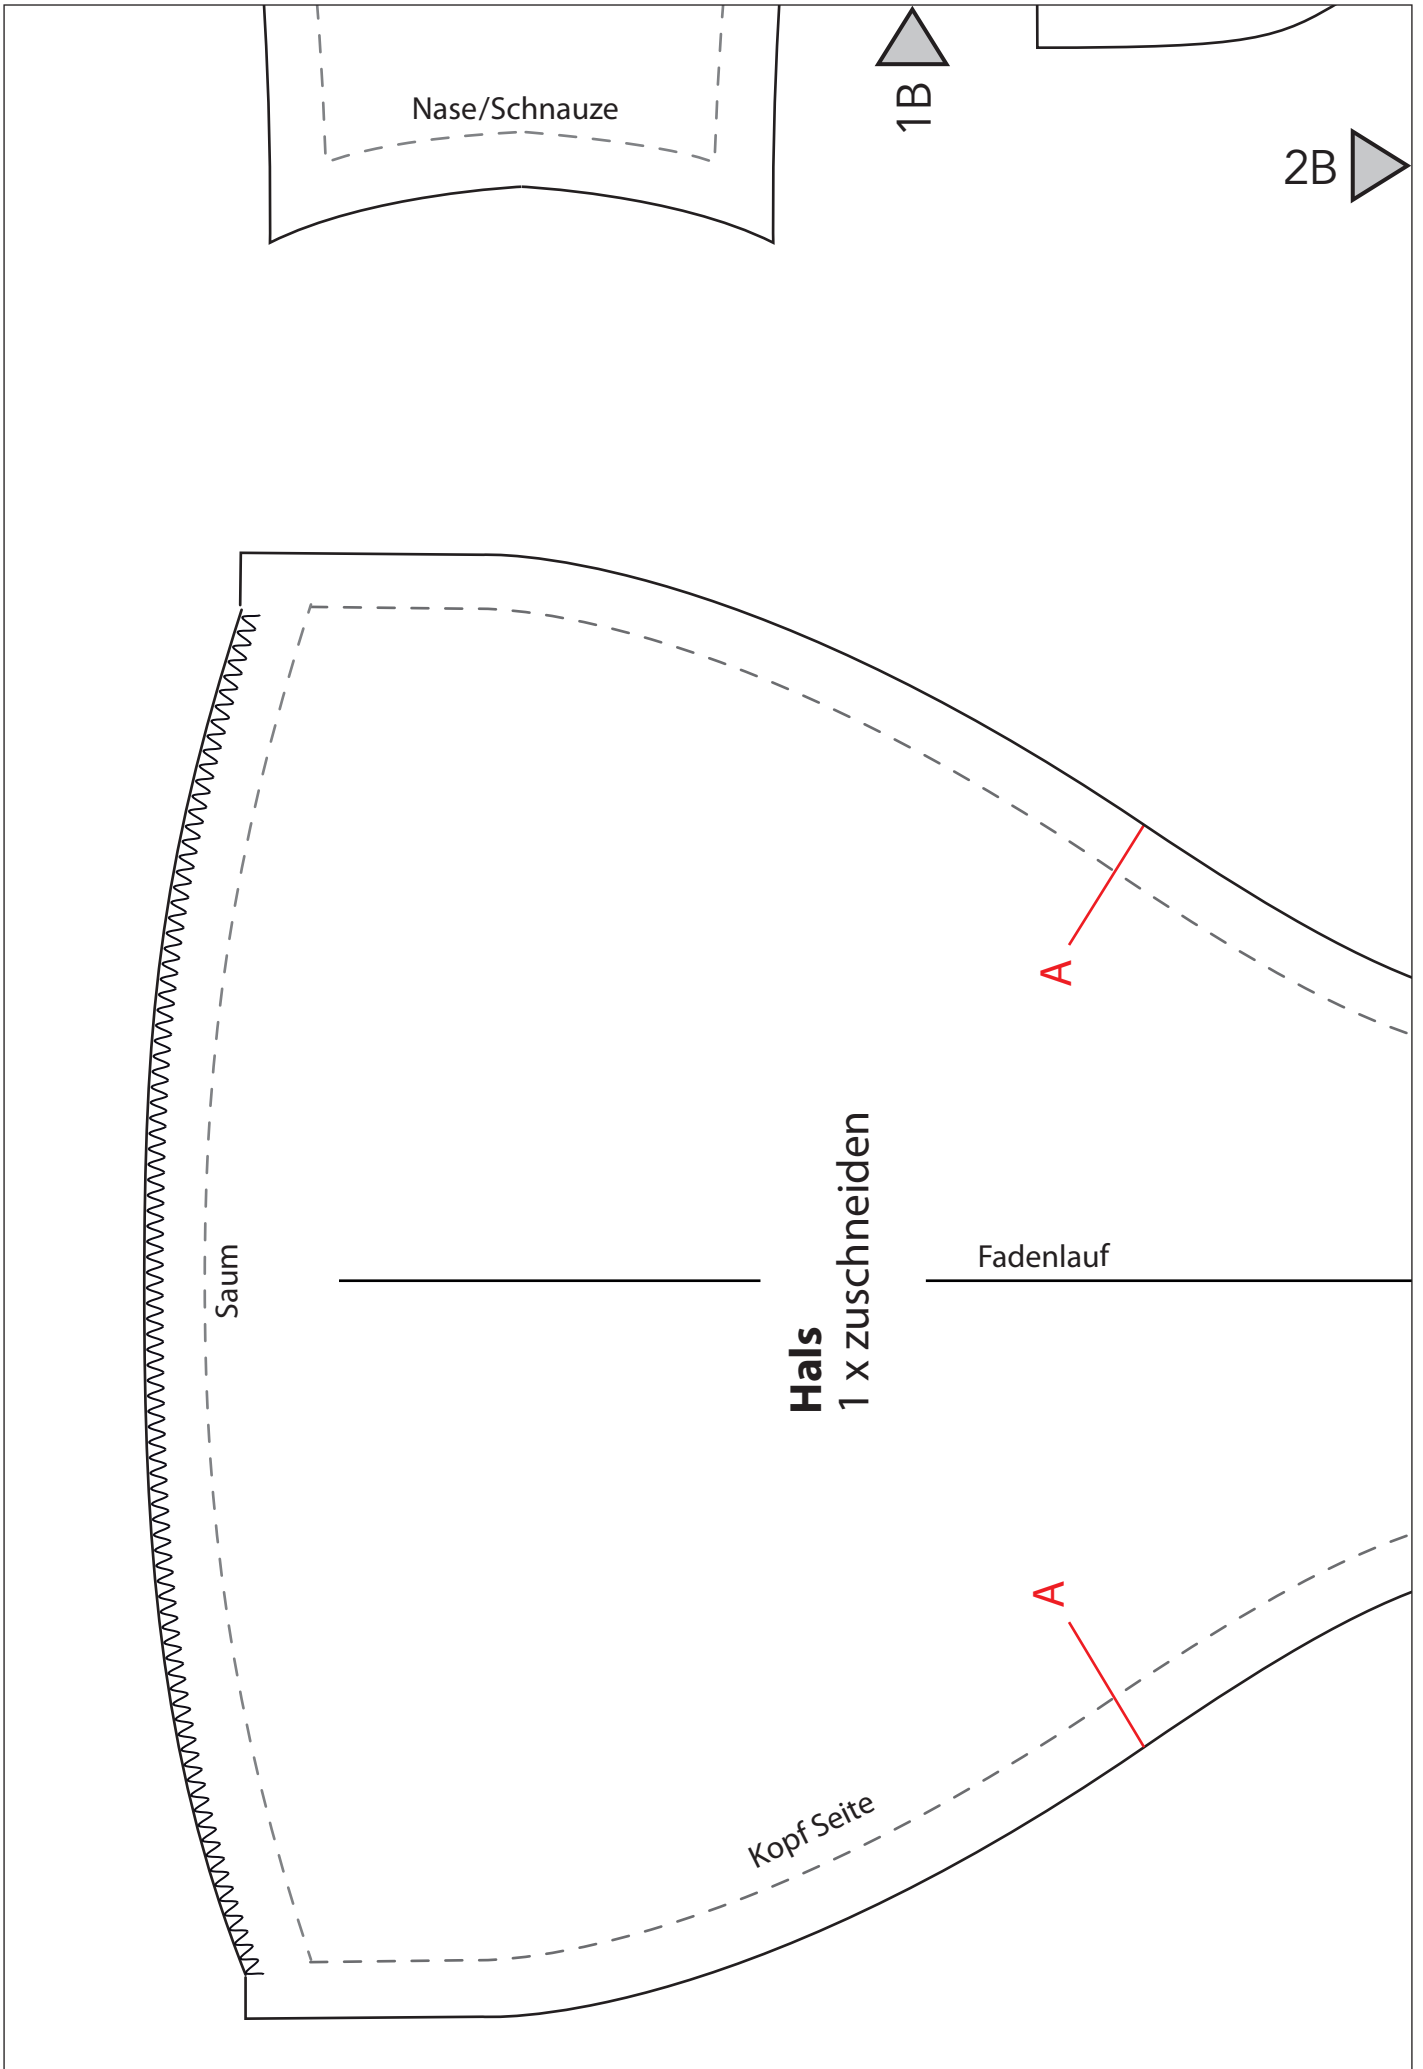 Nase/Schnauze
1B
2B
A
Saum
Hals
1 x zuschneiden
Fadenlauf
A
Kopf Seite